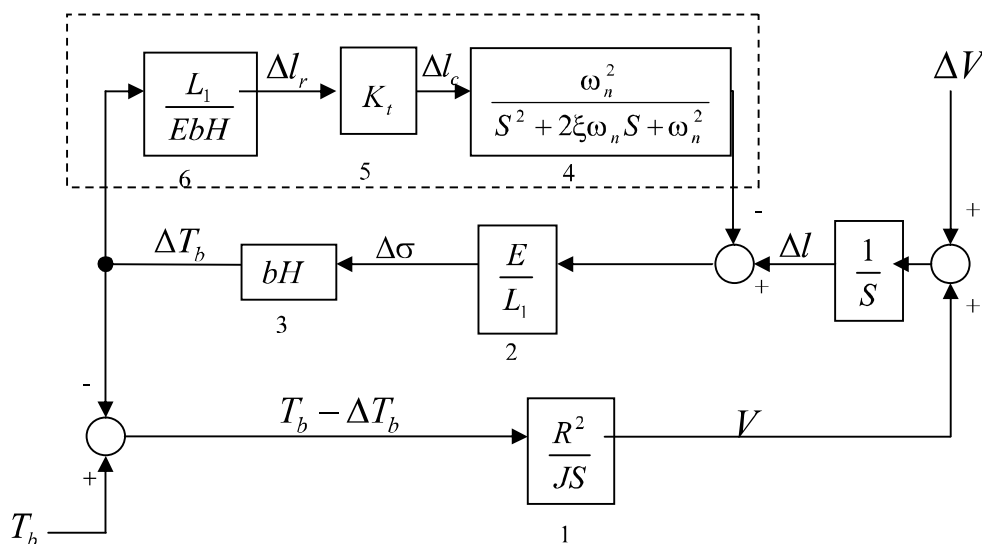 L₁
EbH
Δl_r
K_t
Δl_c
ω_n²
S² + 2ξω_nS + ω_n²
6
5
4
ΔV
+
-
ΔT_b
bH
3
Δσ
E
L₁
2
+
Δl
1
S
+
-
+
T_b
T_b − ΔT_b
R²
JS
1
V